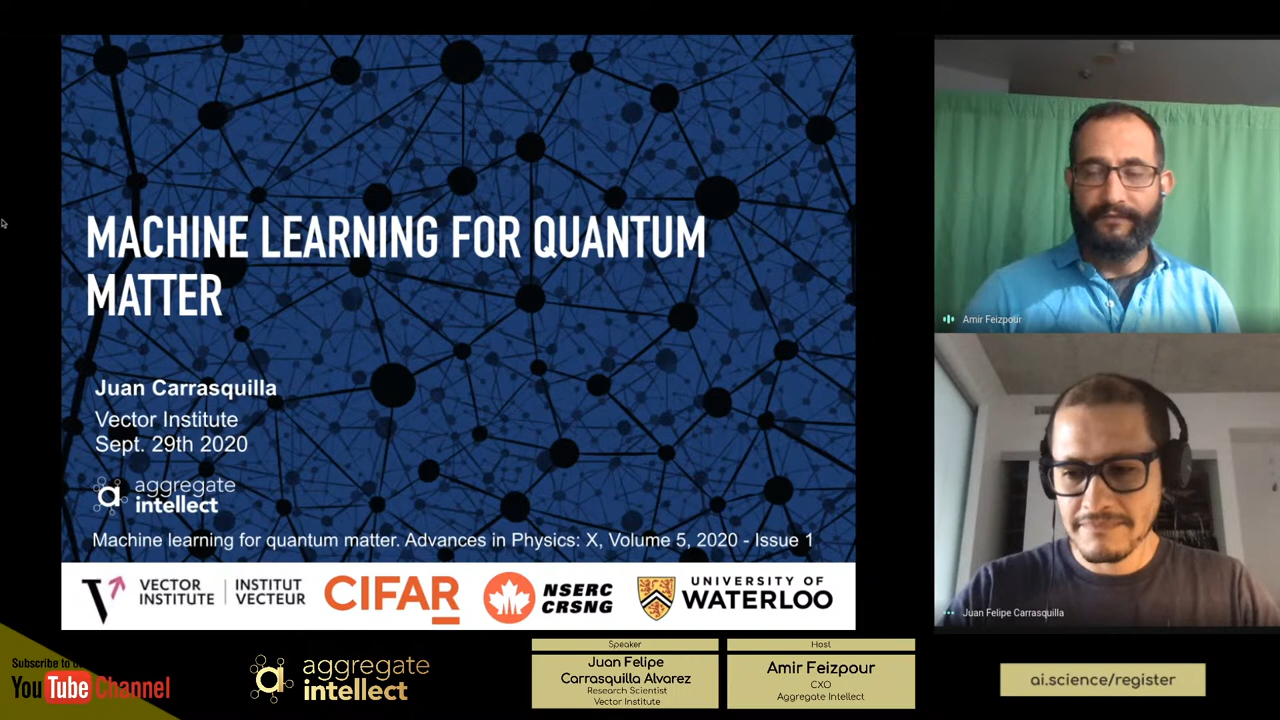 MACHINE LEARNING FOR QUANTUM
MATTER
Juan Carrasquilla
Vector Institute
Sept. 29th 2020
aggregate
intellect
Machine learning for quantum matter. Advances in Physics: X, Volume 5, 2020 - Issue 1
VECTOR INSTITUTE | INSTITUT VECTEUR
CIFAR
NSERC
CRSNG
UNIVERSITY OF
WATERLOO
Amir Feizpour
Juan Felipe Carrasquilla
Subscribe to
YouTube Channel
aggregate
intellect
Speaker
Juan Felipe
Carrasquilla Alvarez
Research Scientist
Vector Institute
Host
Amir Feizpour
CXO
Aggregate Intellect
ai.science/register